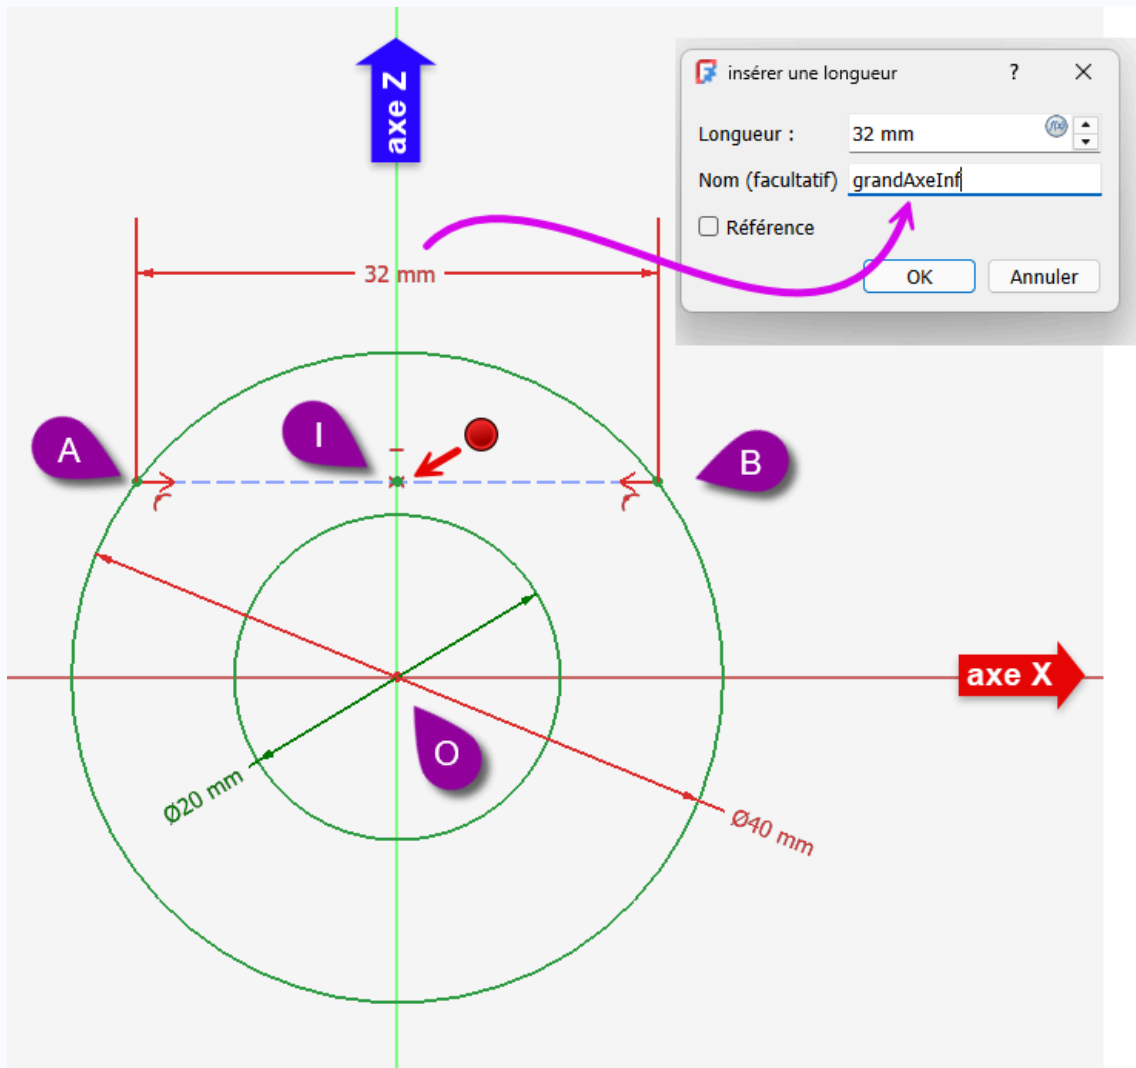 axe Z
insérer une longueur ? ×
Longueur : 32 mm
Nom (facultatif) grandAxeInf
Référence
OK Annuler
32 mm
A
I
B
axe X
O
Ø20 mm
Ø40 mm